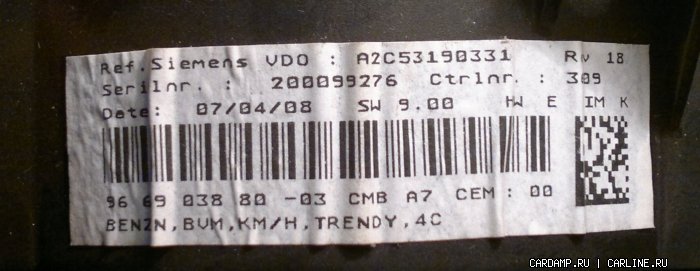 Ref.Siemens VDO : A2C53190331 Rv 18
Serilnr. : 200099276 Ctrlnr. : 309
Date: 07/04/08 SW 9.00 HW E IM K
96 69 038 80 -03 CMB A7 CEM: 00
BENZN,BVM,KM/H,TRENDY,4C
CARDAMP.RU | CARLINE.RU